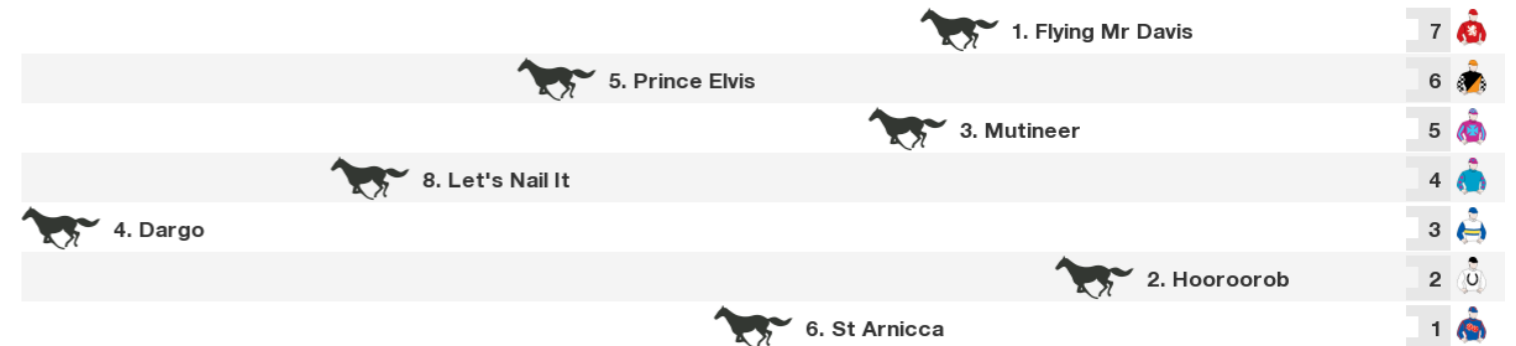 1. Flying Mr Davis 7
5. Prince Elvis 6
3. Mutineer 5
8. Let's Nail It 4
4. Dargo 3
2. Hooroorob 2
6. St Arnicca 1